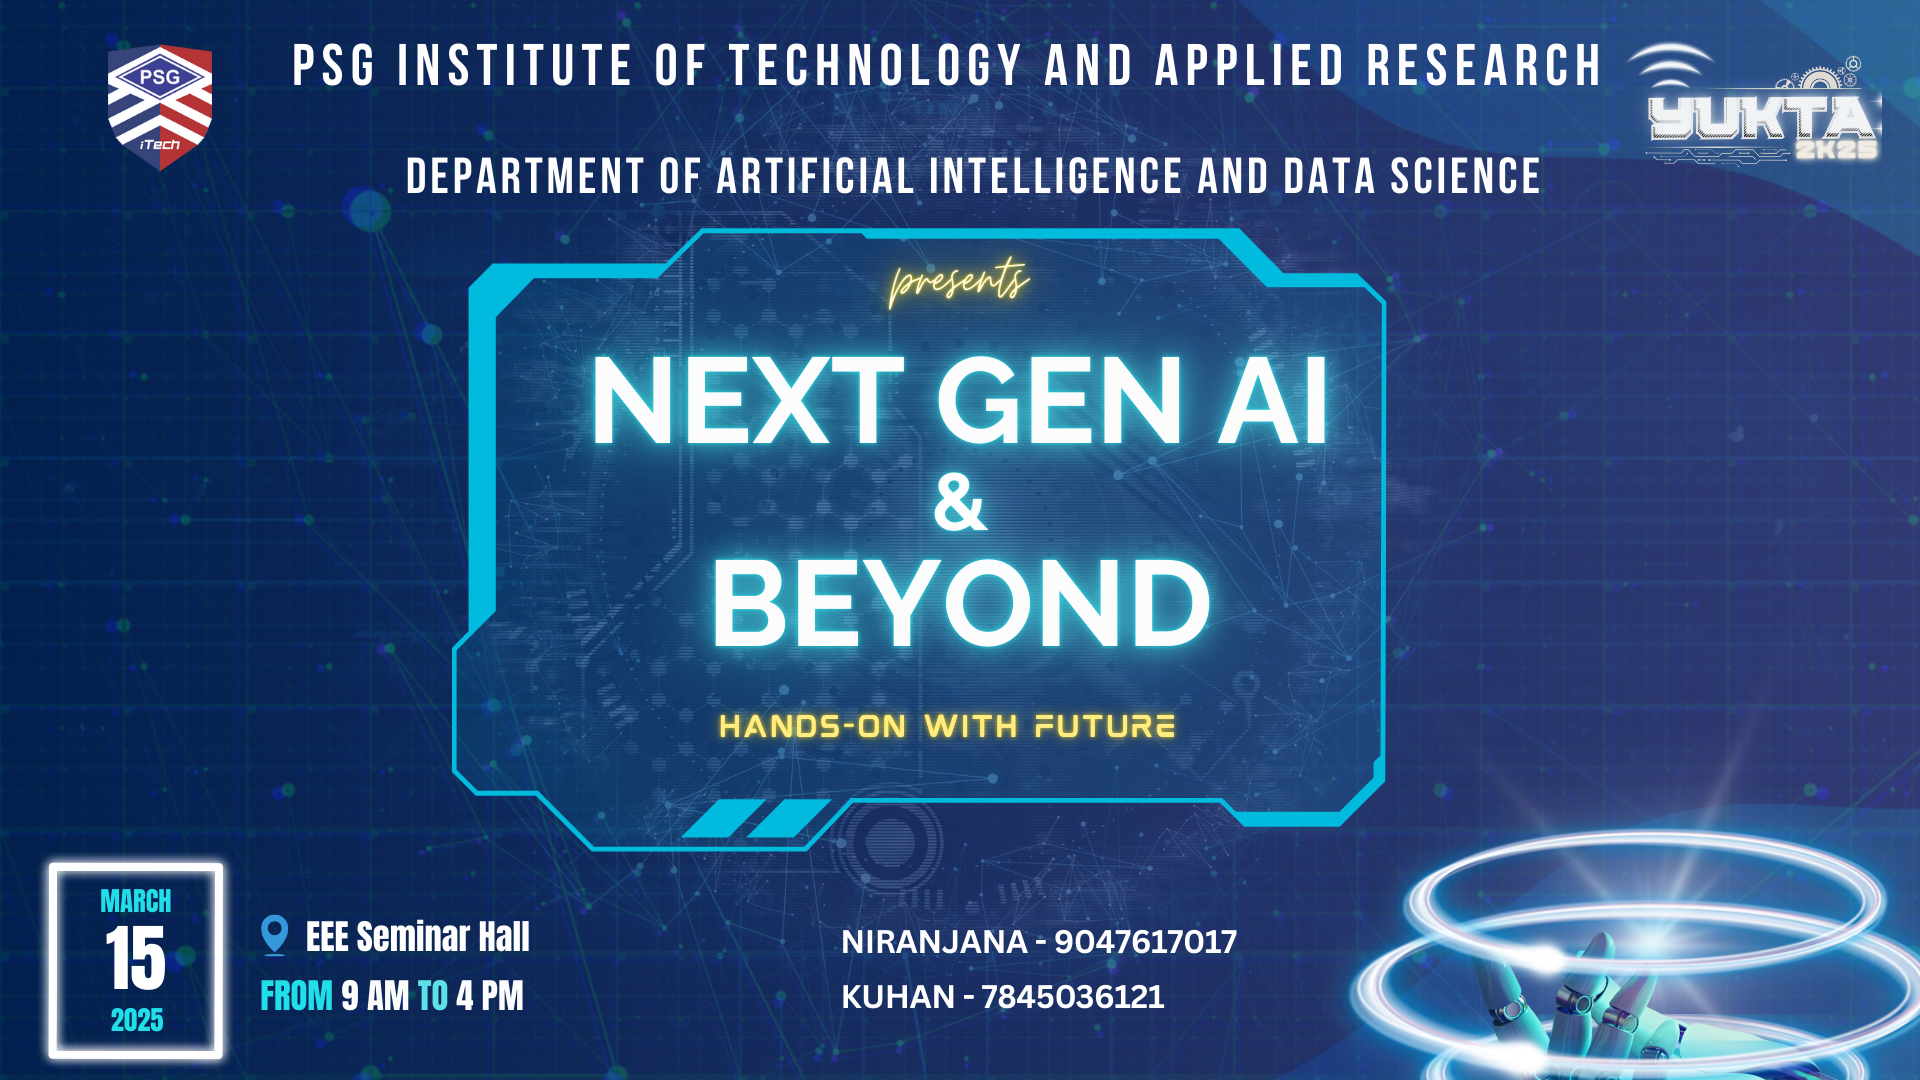 PSG INSTITUTE OF TECHNOLOGY AND APPLIED RESEARCH
PSG
iTech
YUKTA
2K25
DEPARTMENT OF ARTIFICIAL INTELLIGENCE AND DATA SCIENCE
presents
NEXT GEN AI
&
BEYOND
HANDS-ON WITH FUTURE
MARCH
15
2025
EEE Seminar Hall
FROM 9 AM TO 4 PM
NIRANJANA - 9047617017
KUHAN - 7845036121